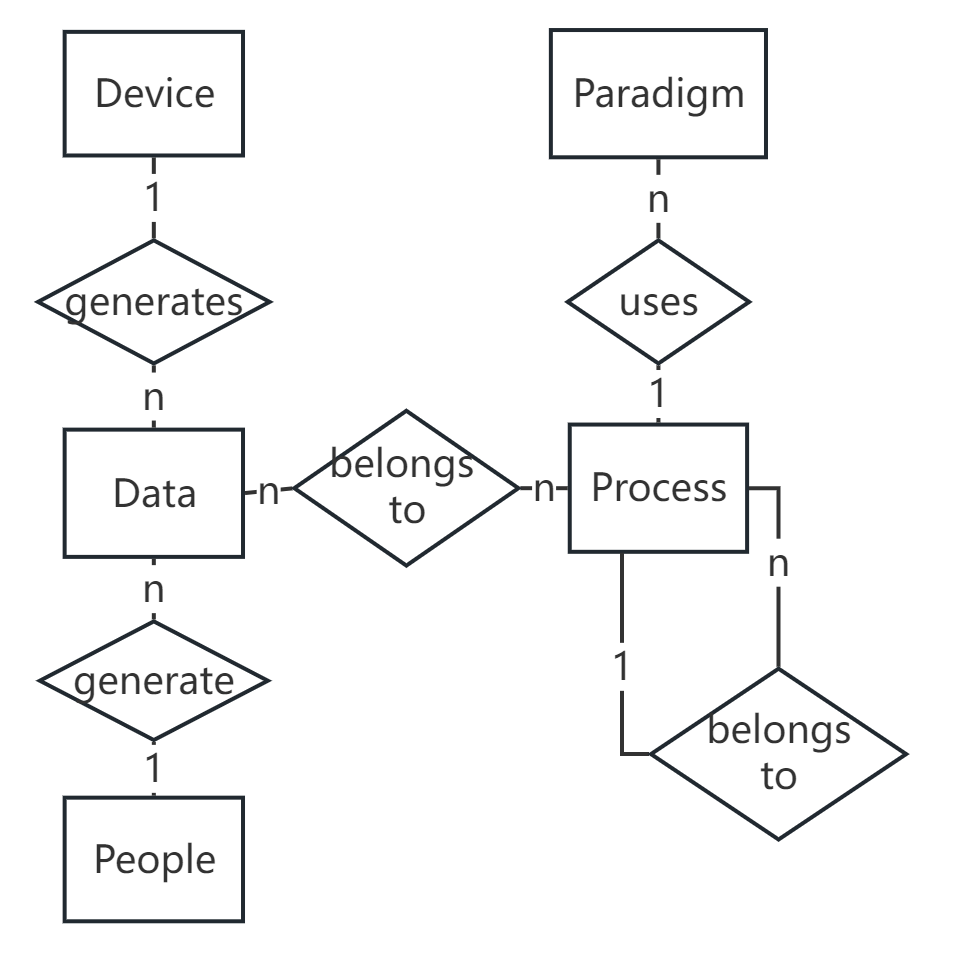 Device
Paradigm
1
n
generates
uses
n
1
Data
n
belongs
to
n
Process
n
n
generate
1
belongs
to
1
People